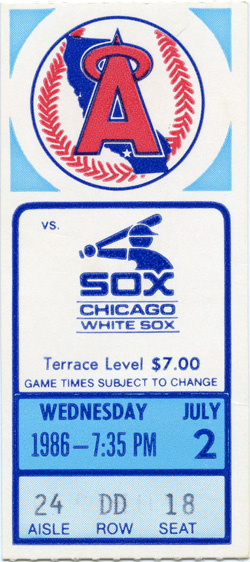 A
VS.
SOX
CHICAGO
WHITE SOX
Terrace Level $7.00
GAME TIMES SUBJECT TO CHANGE
WEDNESDAY JULY
1986-7:35 PM 2
24 DD 18
AISLE ROW SEAT